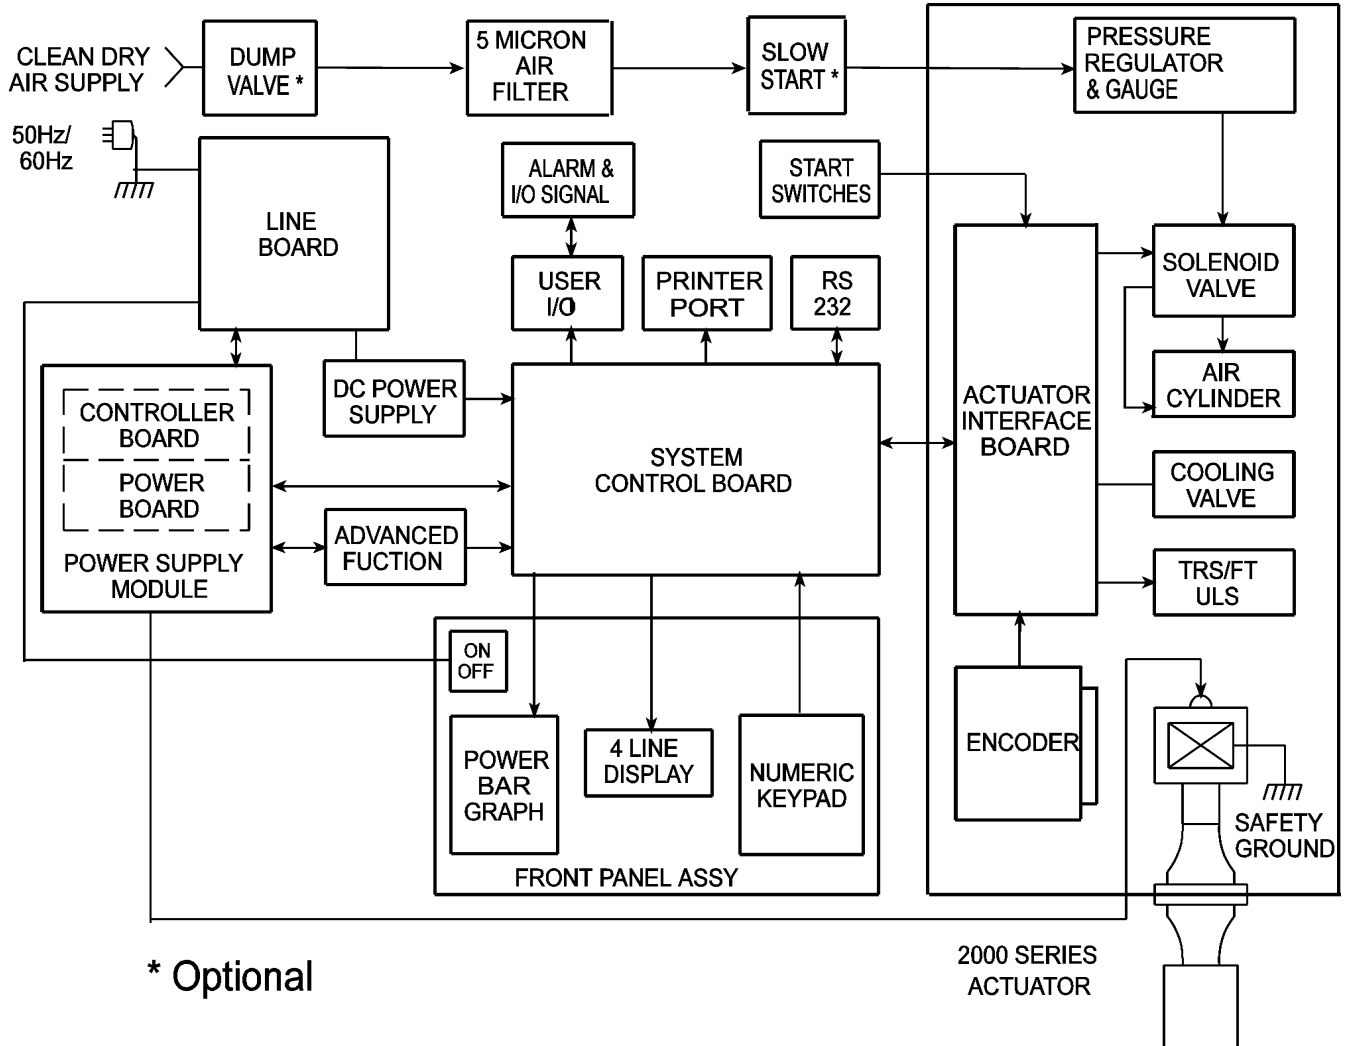 CLEAN DRY
AIR SUPPLY
DUMP
VALVE *
5 MICRON
AIR
FILTER
SLOW
START *
PRESSURE
REGULATOR
& GAUGE
50Hz/
60Hz
LINE
BOARD
ALARM &
I/O SIGNAL
START
SWITCHES
USER
I/O
PRINTER
PORT
RS
232
SOLENOID
VALVE
CONTROLLER
BOARD
POWER
BOARD
POWER SUPPLY
MODULE
DC POWER
SUPPLY
SYSTEM
CONTROL BOARD
ACTUATOR
INTERFACE
BOARD
AIR
CYLINDER
COOLING
VALVE
ADVANCED
FUCTION
TRS/FT
ULS
ON
OFF
POWER
BAR
GRAPH
4 LINE
DISPLAY
NUMERIC
KEYPAD
FRONT PANEL ASSY
ENCODER
SAFETY
GROUND
2000 SERIES
ACTUATOR
* Optional